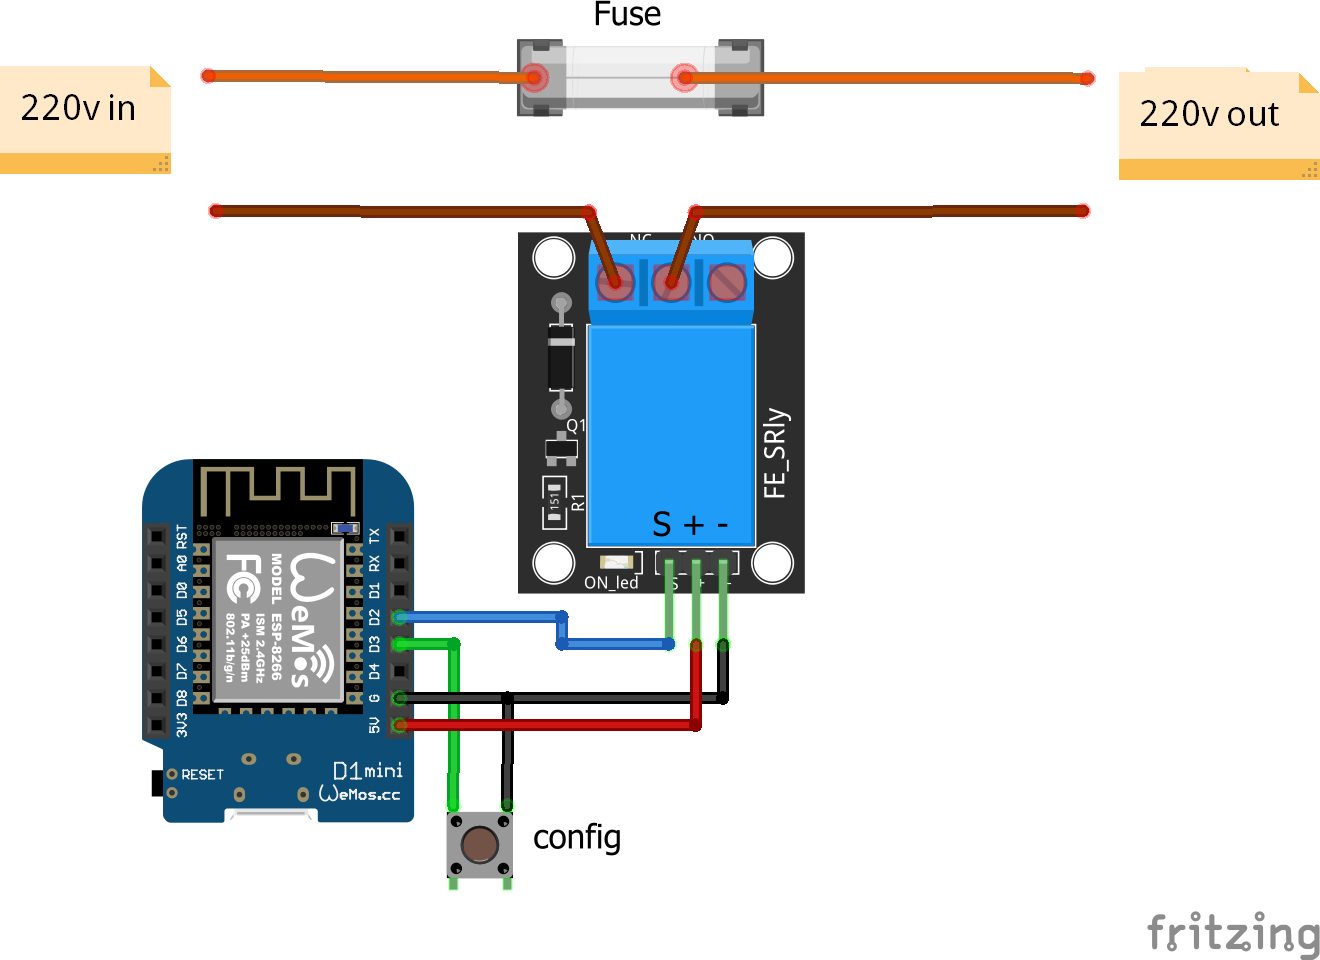 Fuse
220v in
220v out
NC
NO
Q1
151
R1
FE_SRly
S + -
ON_led
S + -
RST
A0
D0
D5
D6
D7
D8
3V3
TX
RX
D1
D2
D3
D4
G
5V
WeMos
MODEL ESP-8266
ISM 2.4GHz
PA +25dBm
802.11b/g/n
FC
RESET
D1 mini
WeMos.cc
config
fritzing